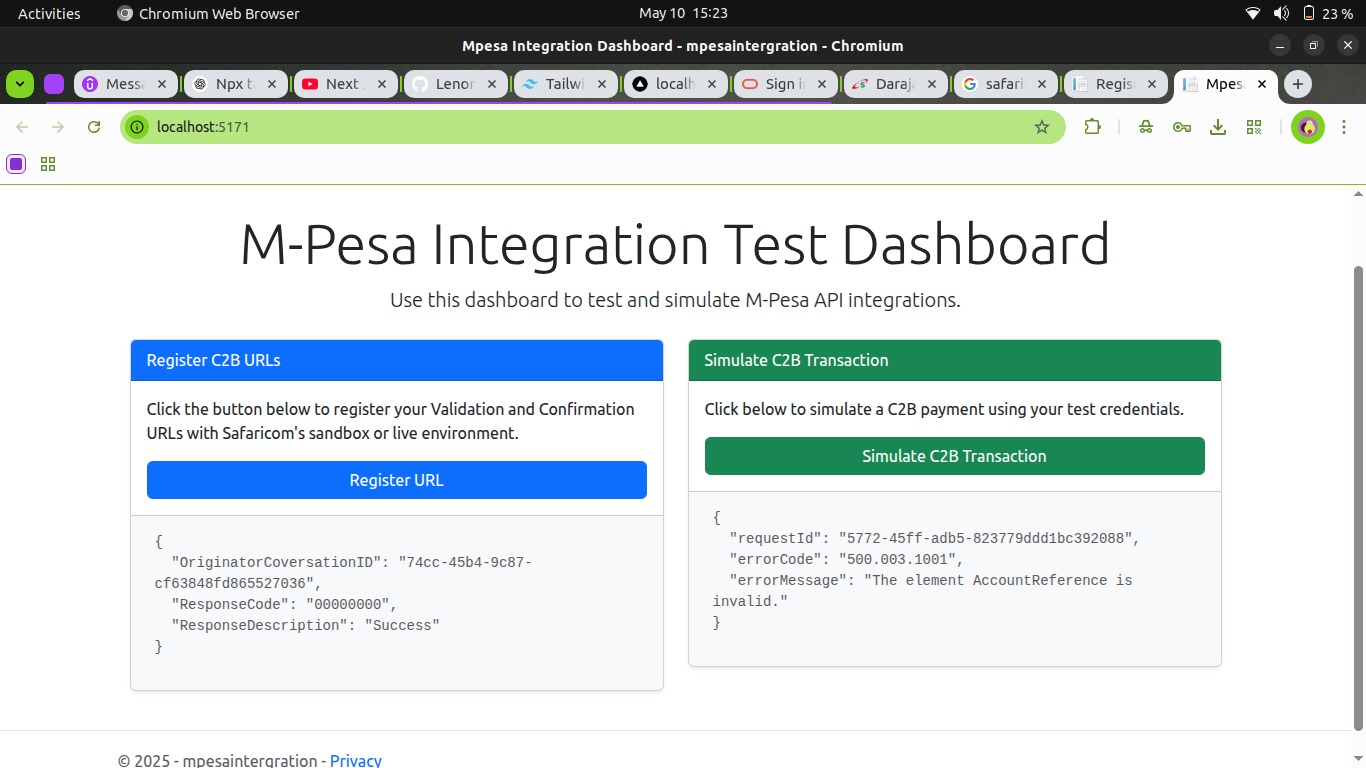 Activities
Chromium Web Browser
May 10 15:23
23 %
Mpesa Integration Dashboard - mpesaintergration - Chromium
Messa
Npx t
Next
Lenor
Tailwi
localh
Sign i
Daraj
safari
Regis
Mpes
localhost:5171
M-Pesa Integration Test Dashboard
Use this dashboard to test and simulate M-Pesa API integrations.
Register C2B URLs
Click the button below to register your Validation and Confirmation
URLs with Safaricom's sandbox or live environment.
Register URL
{
"OriginatorCoversationID": "74cc-45b4-9c87-
cf63848fd865527036",
"ResponseCode": "00000000",
"ResponseDescription": "Success"
}
Simulate C2B Transaction
Click below to simulate a C2B payment using your test credentials.
Simulate C2B Transaction
{
"requestId": "5772-45ff-adb5-823779ddd1bc392088",
"errorCode": "500.003.1001",
"errorMessage": "The element AccountReference is
invalid."
}
© 2025 - mpesaintergration - Privacy